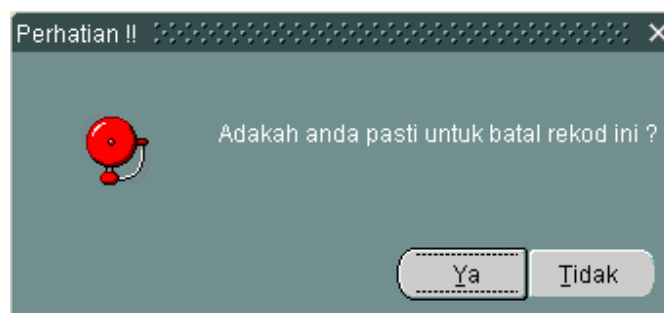 Perhatian !!
Adakah anda pasti untuk batal rekod ini ?
Ya
Tidak